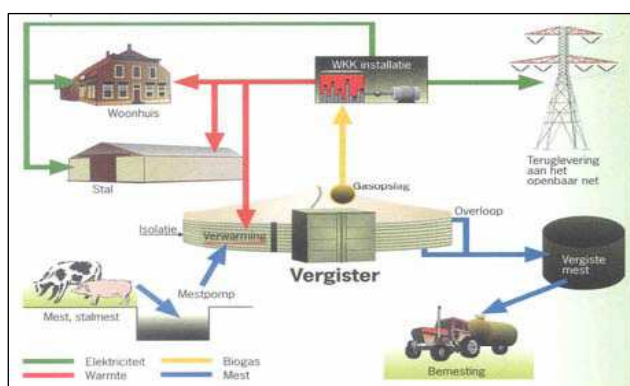 WKK installatie
Woonhuis
Teruglevering
aan het
openbaar net
Stal
Gasopslag
Overloop
Isolatie
Verwarming
Vergister
Vergiste
mest
Mestpomp
Mest, stalmest
Elektriciteit
Biogas
Warmte
Mest
Bemesting